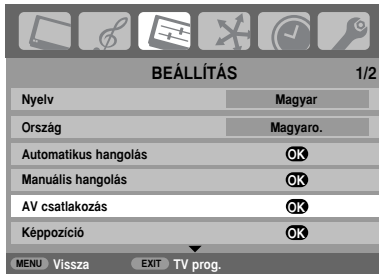 BEÁLLÍTÁS 1/2
Nyelv Magyar
Ország Magyaro.
Automatikus hangolás OK
Manuális hangolás OK
AV csatlakozás OK
Képpozíció OK
MENU Vissza EXIT TV prog.